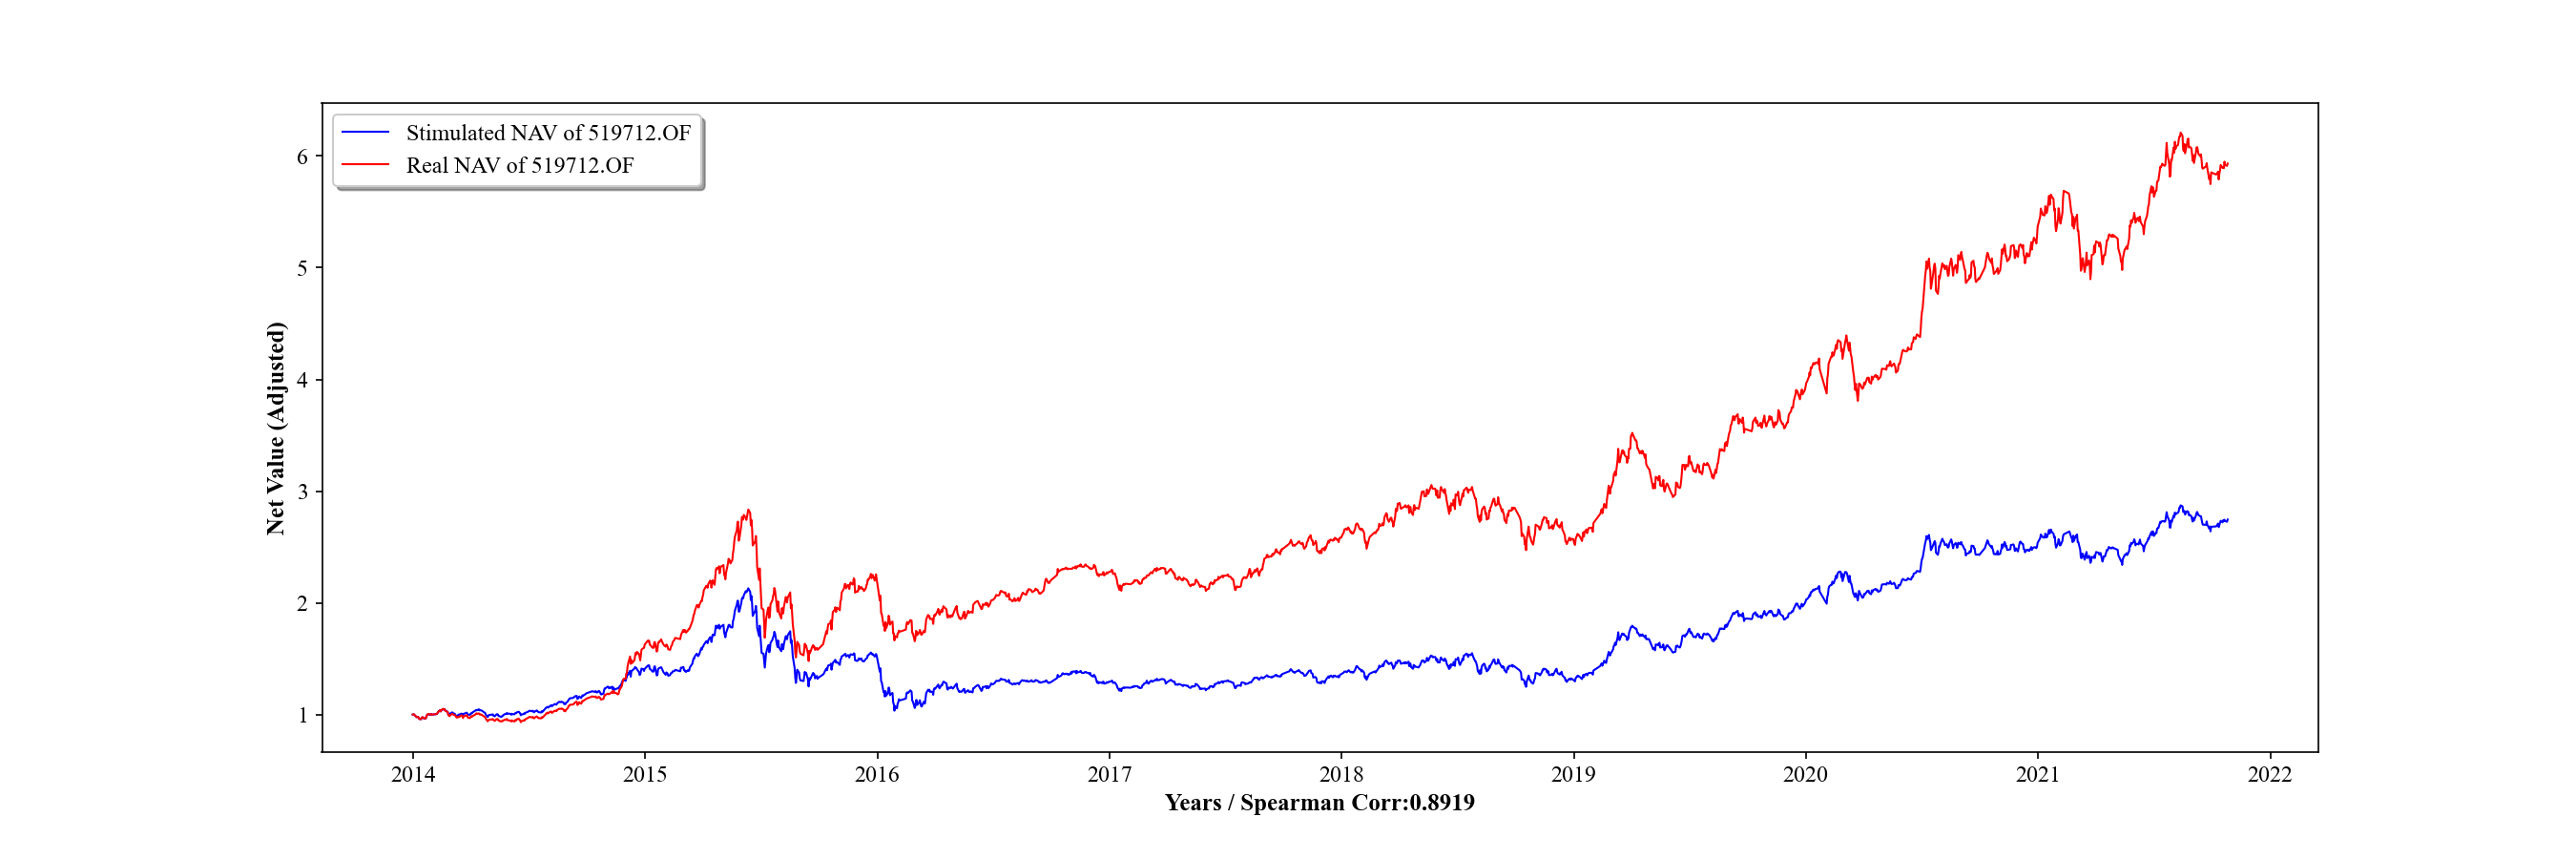 Stimulated NAV of 519712.OF
Real NAV of 519712.OF
6
5
4
3
2
1
Net Value (Adjusted)
2014 2015 2016 2017 2018 2019 2020 2021 2022
Years / Spearman Corr:0.8919